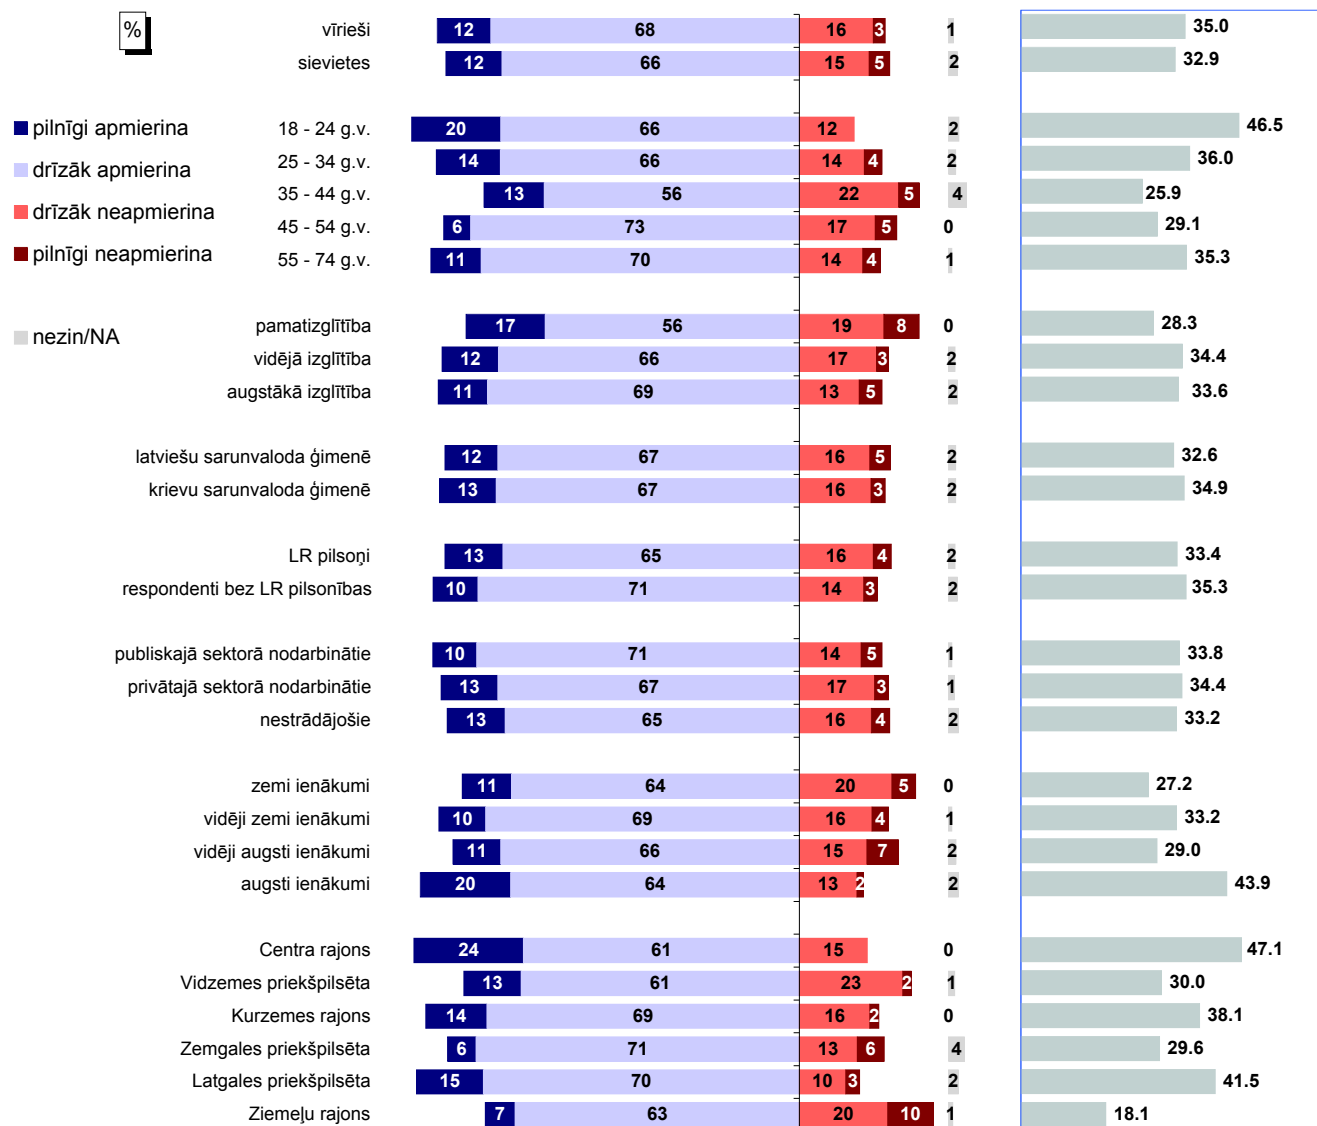 %
vīrieši 12 68 16 3 1 35.0
sievietes 12 66 15 5 2 32.9
pilnīgi apmierina
drīzāk apmierina
drīzāk neapmierina
pilnīgi neapmierina
nezin/NA
18 - 24 g.v. 20 66 12 2 46.5
25 - 34 g.v. 14 66 14 4 2 36.0
35 - 44 g.v. 13 56 22 5 4 25.9
45 - 54 g.v. 6 73 17 5 0 29.1
55 - 74 g.v. 11 70 14 4 1 35.3
pamatizglītība 17 56 19 8 0 28.3
vidējā izglītība 12 66 17 3 2 34.4
augstākā izglītība 11 69 13 5 2 33.6
latviešu sarunvaloda ģimenē 12 67 16 5 2 32.6
krievu sarunvaloda ģimenē 13 67 16 3 2 34.9
LR pilsoņi 13 65 16 4 2 33.4
respondenti bez LR pilsonības 10 71 14 3 2 35.3
publiskajā sektorā nodarbinātie 10 71 14 5 1 33.8
privātajā sektorā nodarbinātie 13 67 17 3 1 34.4
nestrādājošie 13 65 16 4 2 33.2
zemi ienākumi 11 64 20 5 0 27.2
vidēji zemi ienākumi 10 69 16 4 1 33.2
vidēji augsti ienākumi 11 66 15 7 2 29.0
augsti ienākumi 20 64 13 2 2 43.9
Centra rajons 24 61 15 0 47.1
Vidzemes priekšpilsēta 13 61 23 2 1 30.0
Kurzemes rajons 14 69 16 2 0 38.1
Zemgales priekšpilsēta 6 71 13 6 4 29.6
Latgales priekšpilsēta 15 70 10 3 2 41.5
Ziemeļu rajons 7 63 20 10 1 18.1